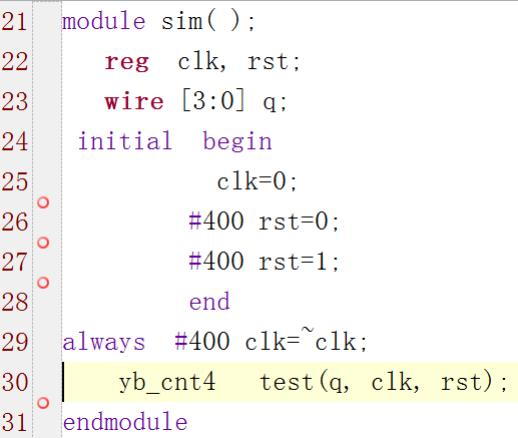 21 module sim( );
22 reg clk, rst;
23 wire [3:0] q;
24 initial begin
25 clk=0;
26 #400 rst=0;
27 #400 rst=1;
28 end
29 always #400 clk=~clk;
30 yb_cnt4 test(q, clk, rst);
31 endmodule